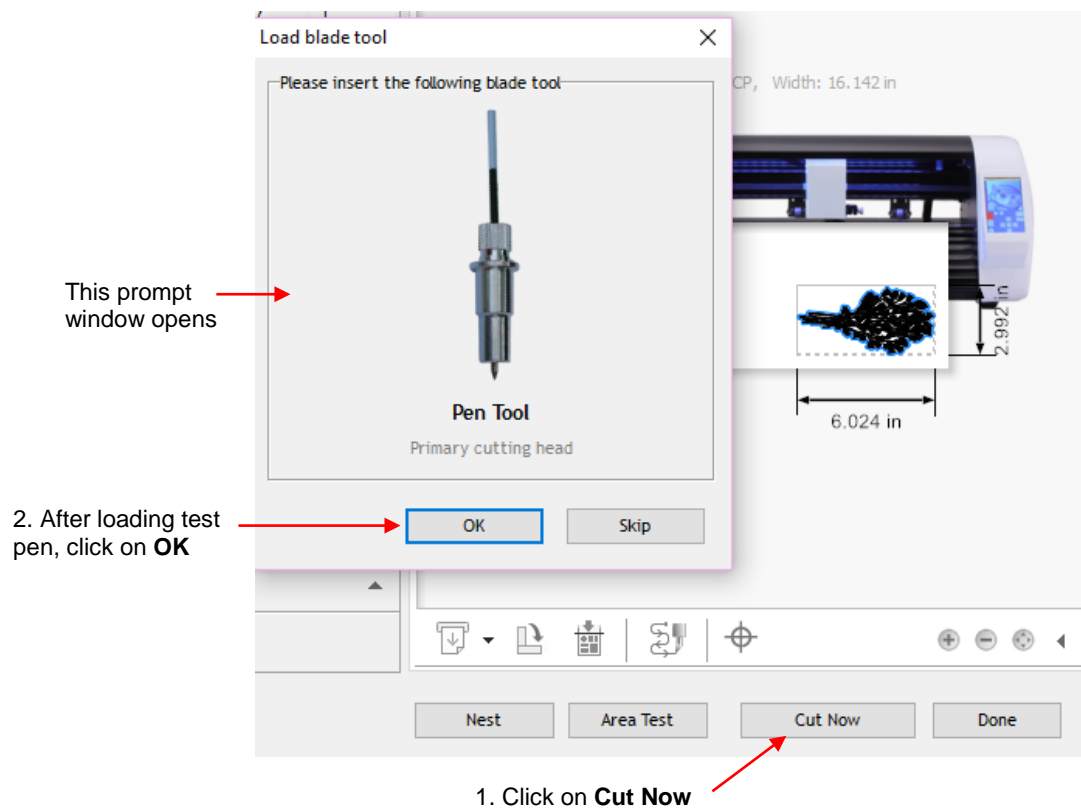 Load blade tool
Please insert the following blade tool
CP, Width: 16.142 in
This prompt
window opens
2.992 in
Pen Tool
6.024 in
Primary cutting head
2. After loading test
pen, click on OK
OK
Skip
Nest
Area Test
Cut Now
Done
1. Click on Cut Now